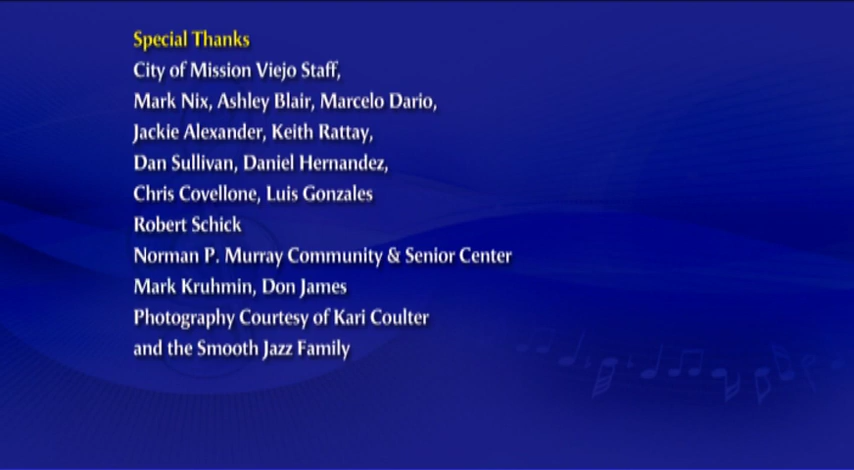 Special Thanks
City of Mission Viejo Staff,
Mark Nix, Ashley Blair, Marcelo Dario,
Jackie Alexander, Keith Rattay,
Dan Sullivan, Daniel Hernandez,
Chris Covellone, Luis Gonzales
Robert Schick
Norman P. Murray Community & Senior Center
Mark Kruhmin, Don James
Photography Courtesy of Kari Coulter
and the Smooth Jazz Family